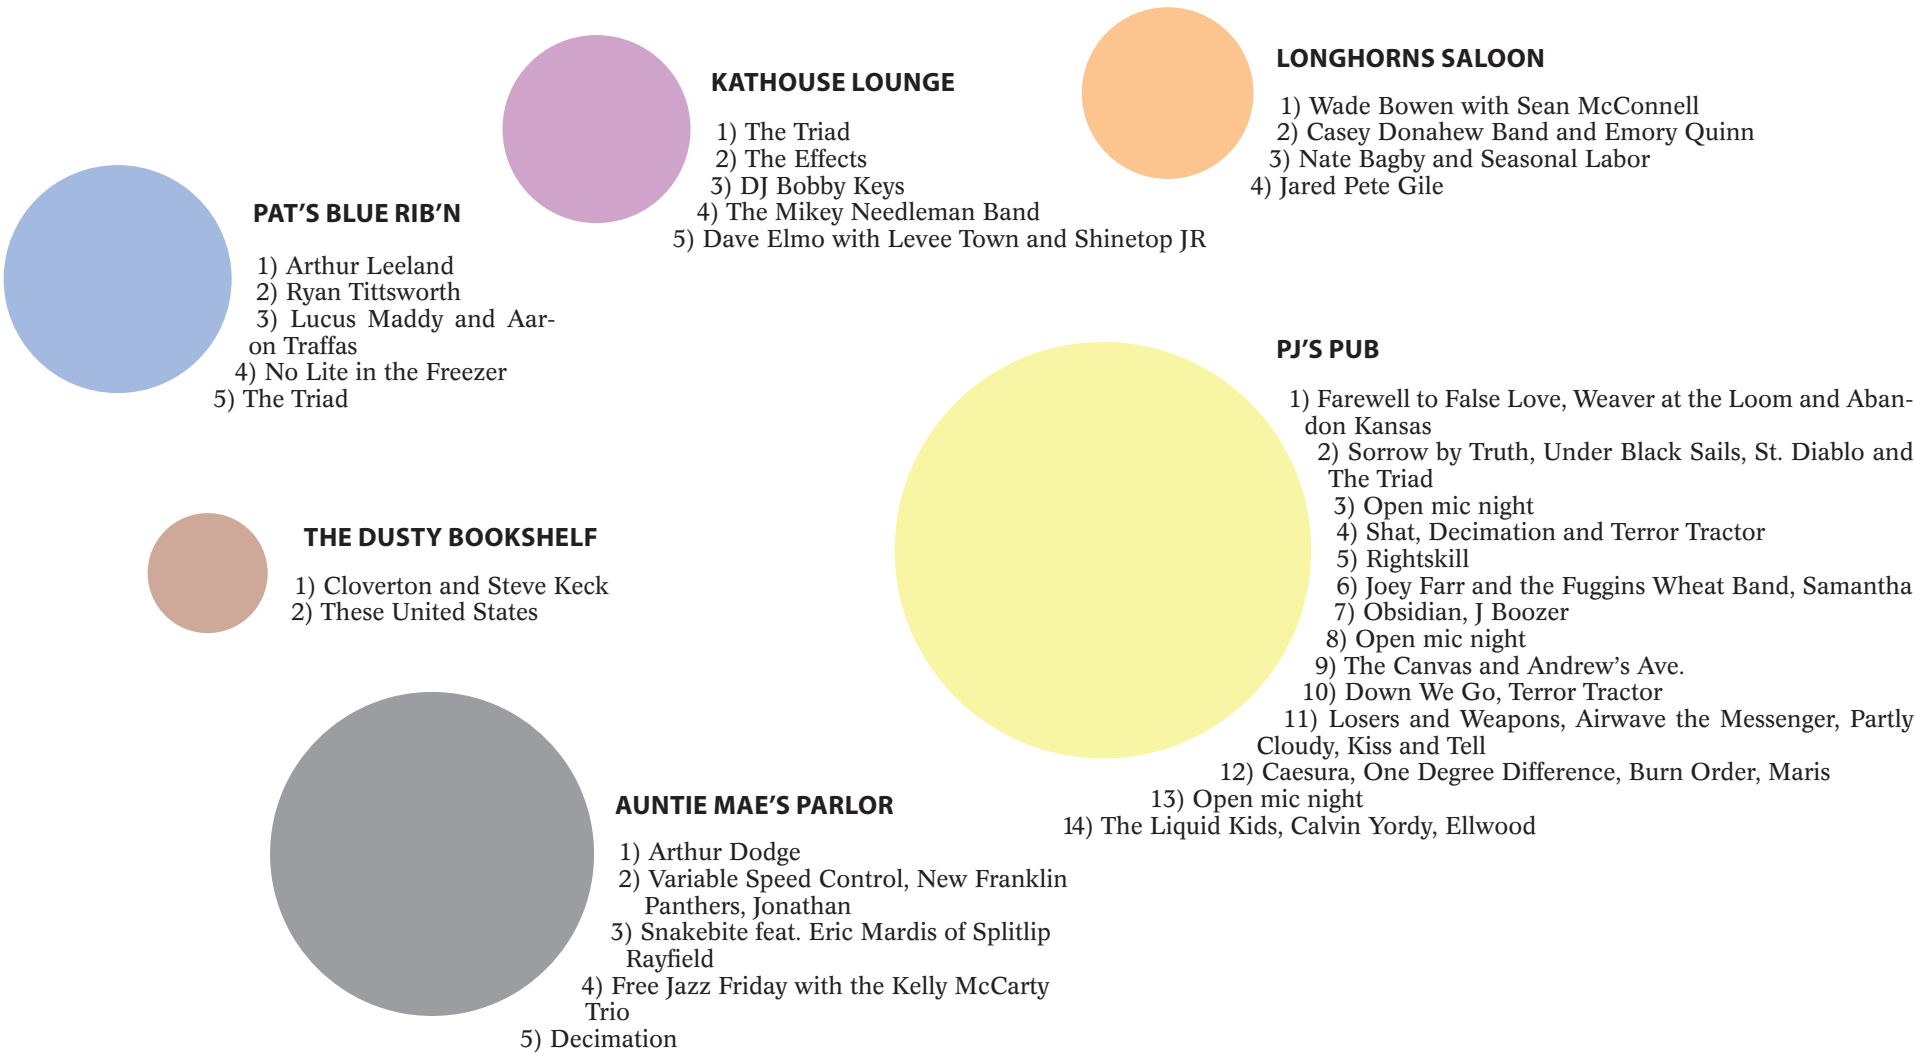 KATHOUSE LOUNGE
1) The Triad
2) The Effects
3) DJ Bobby Keys
4) The Mikey Needleman Band
5) Dave Elmo with Levee Town and Shinetop JR
LONGHORNS SALOON
1) Wade Bowen with Sean McConnell
2) Casey Donahew Band and Emory Quinn
3) Nate Bagby and Seasonal Labor
4) Jared Pete Gile
PAT’S BLUE RIB’N
1) Arthur Leeland
2) Ryan Tittsworth
3) Lucus Maddy and Aar-
on Traffas
4) No Lite in the Freezer
5) The Triad
PJ’S PUB
1) Farewell to False Love, Weaver at the Loom and Aban-
don Kansas
2) Sorrow by Truth, Under Black Sails, St. Diablo and
The Triad
3) Open mic night
4) Shat, Decimation and Terror Tractor
5) Rightskill
6) Joey Farr and the Fuggins Wheat Band, Samantha
7) Obsidian, J Boozer
8) Open mic night
9) The Canvas and Andrew’s Ave.
10) Down We Go, Terror Tractor
11) Losers and Weapons, Airwave the Messenger, Partly
Cloudy, Kiss and Tell
12) Caesura, One Degree Difference, Burn Order, Maris
13) Open mic night
14) The Liquid Kids, Calvin Yordy, Ellwood
THE DUSTY BOOKSHELF
1) Cloverton and Steve Keck
2) These United States
AUNTIE MAE’S PARLOR
1) Arthur Dodge
2) Variable Speed Control, New Franklin
Panthers, Jonathan
3) Snakebite feat. Eric Mardis of Splitlip
Rayfield
4) Free Jazz Friday with the Kelly McCarty
Trio
5) Decimation